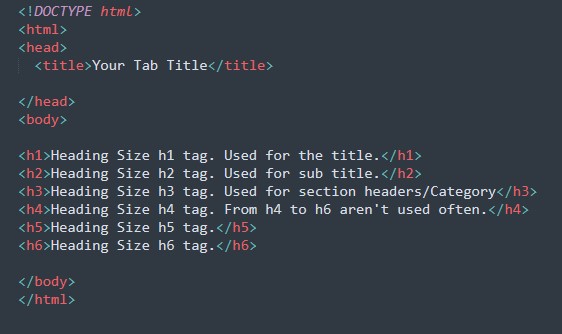 <!DOCTYPE html>
<html>
<head>
<title>Your Tab Title</title>
</head>
<body>
<h1>Heading Size h1 tag. Used for the title.</h1>
<h2>Heading Size h2 tag. Used for sub title.</h2>
<h3>Heading Size h3 tag. Used for section headers/Category</h3>
<h4>Heading Size h4 tag. From h4 to h6 aren't used often.</h4>
<h5>Heading Size h5 tag.</h5>
<h6>Heading Size h6 tag.</h6>
</body>
</html>